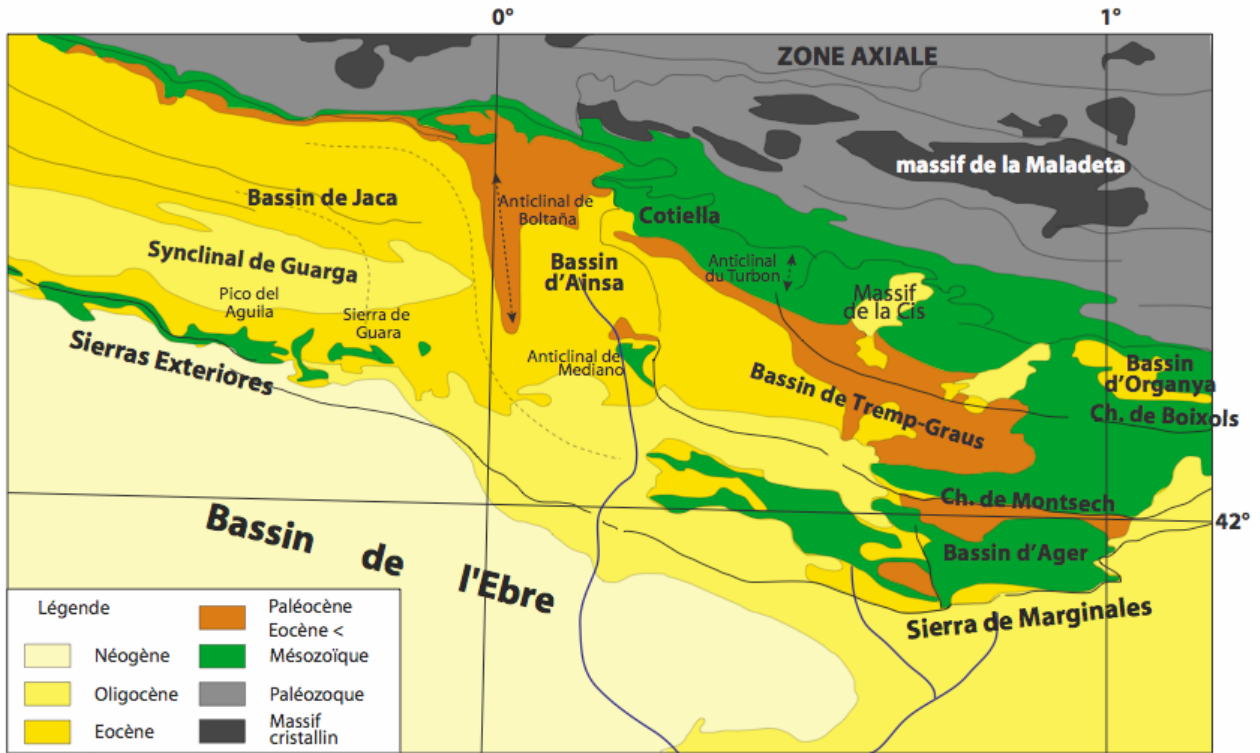 0°
1°
ZONE AXIALE
massif de la Maladeta
Bassin de Jaca
Anticlinal de
Boltaña
Cotiella
Synclinal de Guarga
Bassin
d'Ainsa
Anticlinal
du Turbon
Pico del
Aguila
Sierra de
Guara
Massif
de la Cis
Sierras Exteriores
Anticlinal de
Mediano
Bassin de Tremp-Graus
Bassin
d'Organya
Ch. de Boixols
Ch. de Montsech
42°
Bassin de l'Ebre
Bassin d'Ager
Sierra de Marginales
Légende
Néogène
Oligocène
Eocène
Paléocène
Eocène <
Mésozoïque
Paléozoque
Massif
cristallin